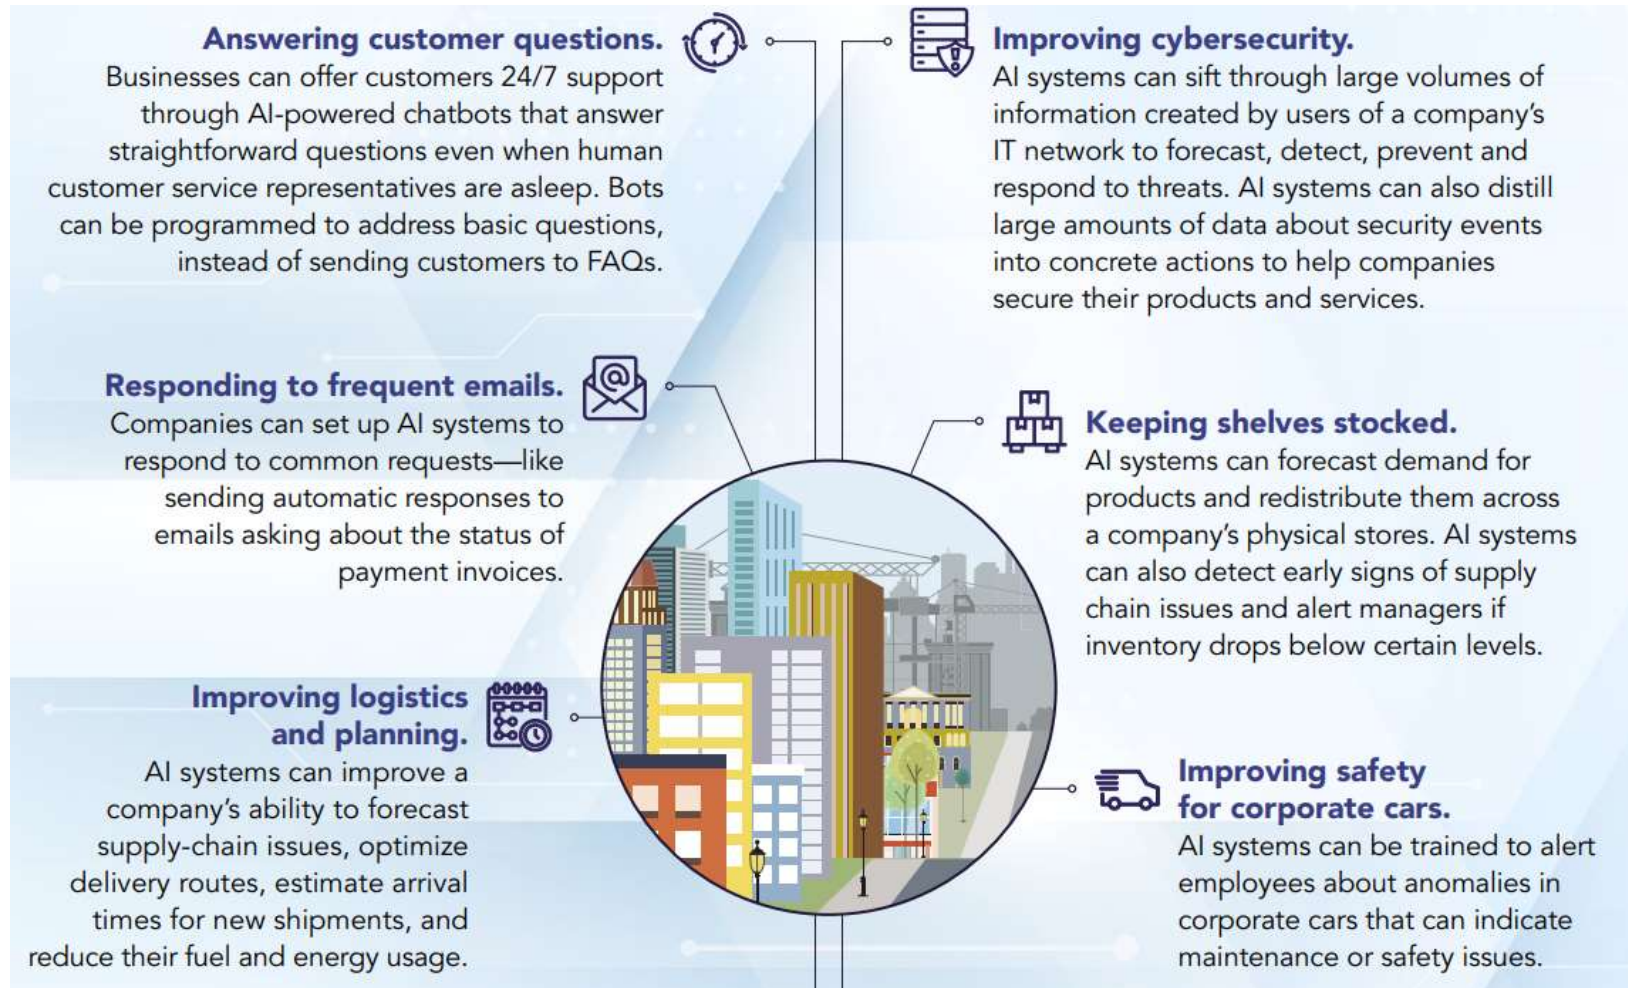 Answering customer questions.
Businesses can offer customers 24/7 support
through AI-powered chatbots that answer
straightforward questions even when human
customer service representatives are asleep. Bots
can be programmed to address basic questions,
instead of sending customers to FAQs.
Responding to frequent emails.
Companies can set up AI systems to
respond to common requests—like
sending automatic responses to
emails asking about the status of
payment invoices.
Improving logistics
and planning.
AI systems can improve a
company's ability to forecast
supply-chain issues, optimize
delivery routes, estimate arrival
times for new shipments, and
reduce their fuel and energy usage.
Improving cybersecurity.
AI systems can sift through large volumes of
information created by users of a company's
IT network to forecast, detect, prevent and
respond to threats. AI systems can also distill
large amounts of data about security events
into concrete actions to help companies
secure their products and services.
Keeping shelves stocked.
AI systems can forecast demand for
products and redistribute them across
a company's physical stores. AI systems
can also detect early signs of supply
chain issues and alert managers if
inventory drops below certain levels.
Improving safety
for corporate cars.
AI systems can be trained to alert
employees about anomalies in
corporate cars that can indicate
maintenance or safety issues.